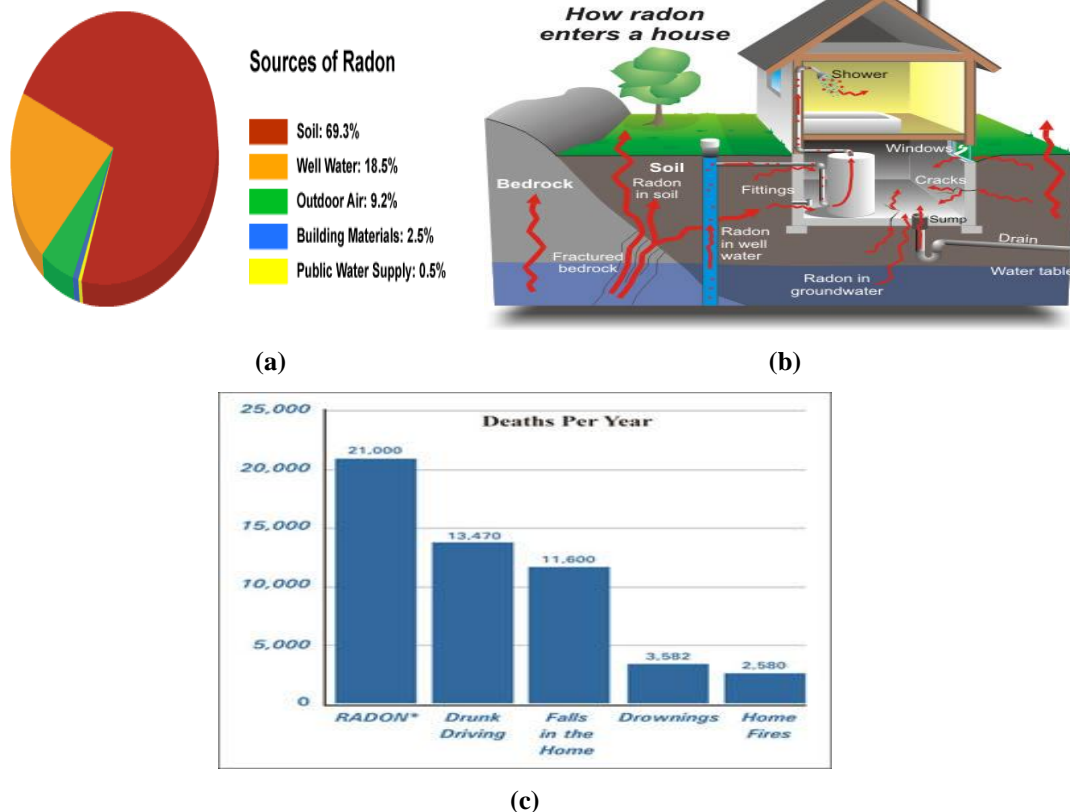 Sources of Radon
Soil: 69.3%
Well Water: 18.5%
Outdoor Air: 9.2%
Building Materials: 2.5%
Public Water Supply: 0.5%
(a)
How radon
enters a house
Shower
Windows
Bedrock
Soil
Radon
in soil
Fittings
Cracks
Sump
Fractured
bedrock
Radon
in well
water
Drain
Radon in
groundwater
Water table
(b)
Deaths Per Year
25,000
20,000
15,000
10,000
5,000
0
21,000
13,470
11,600
3,582
2,580
RADON*
Drunk
Driving
Falls
in the
Home
Drownings
Home
Fires
(c)